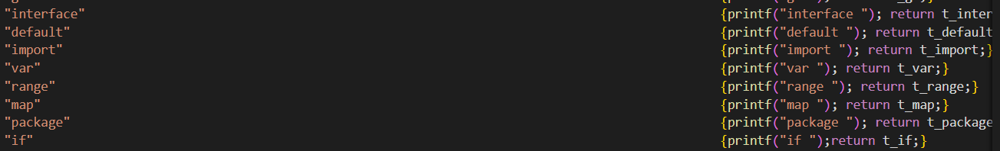 "interface" {printf("interface "); return t_inter
"default" {printf("default "); return t_default
"import" {printf("import "); return t_import;}
"var" {printf("var "); return t_var;}
"range" {printf("range "); return t_range;}
"map" {printf("map "); return t_map;}
"package" {printf("package "); return t_package
"if" {printf("if ");return t_if;}